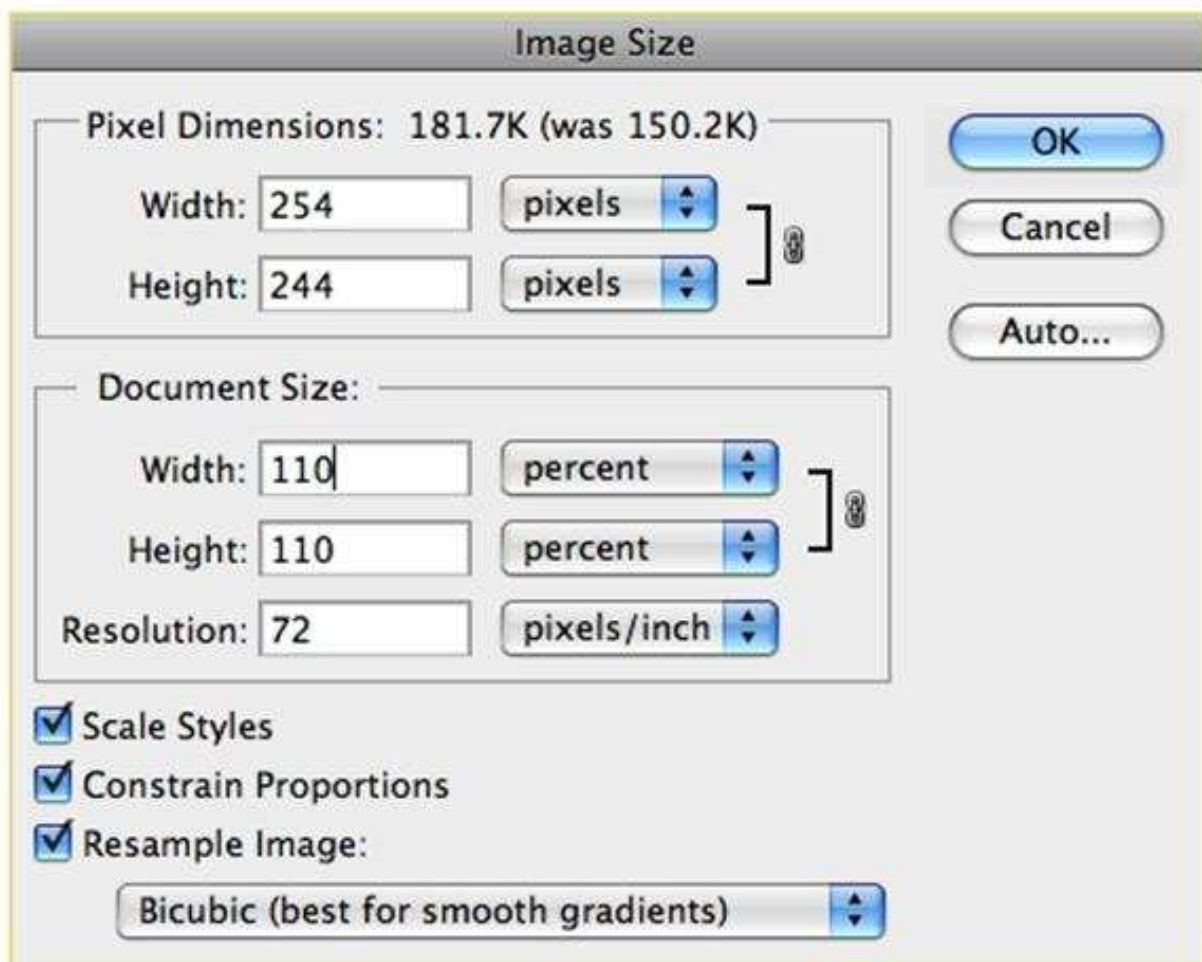 Image Size
Pixel Dimensions: 181.7K (was 150.2K)
OK
Width: 254 pixels
Cancel
Height: 244 pixels
Auto...
Document Size:
Width: 110 percent
Height: 110 percent
Resolution: 72 pixels/inch
Scale Styles
Constrain Proportions
Resample Image:
Bicubic (best for smooth gradients)